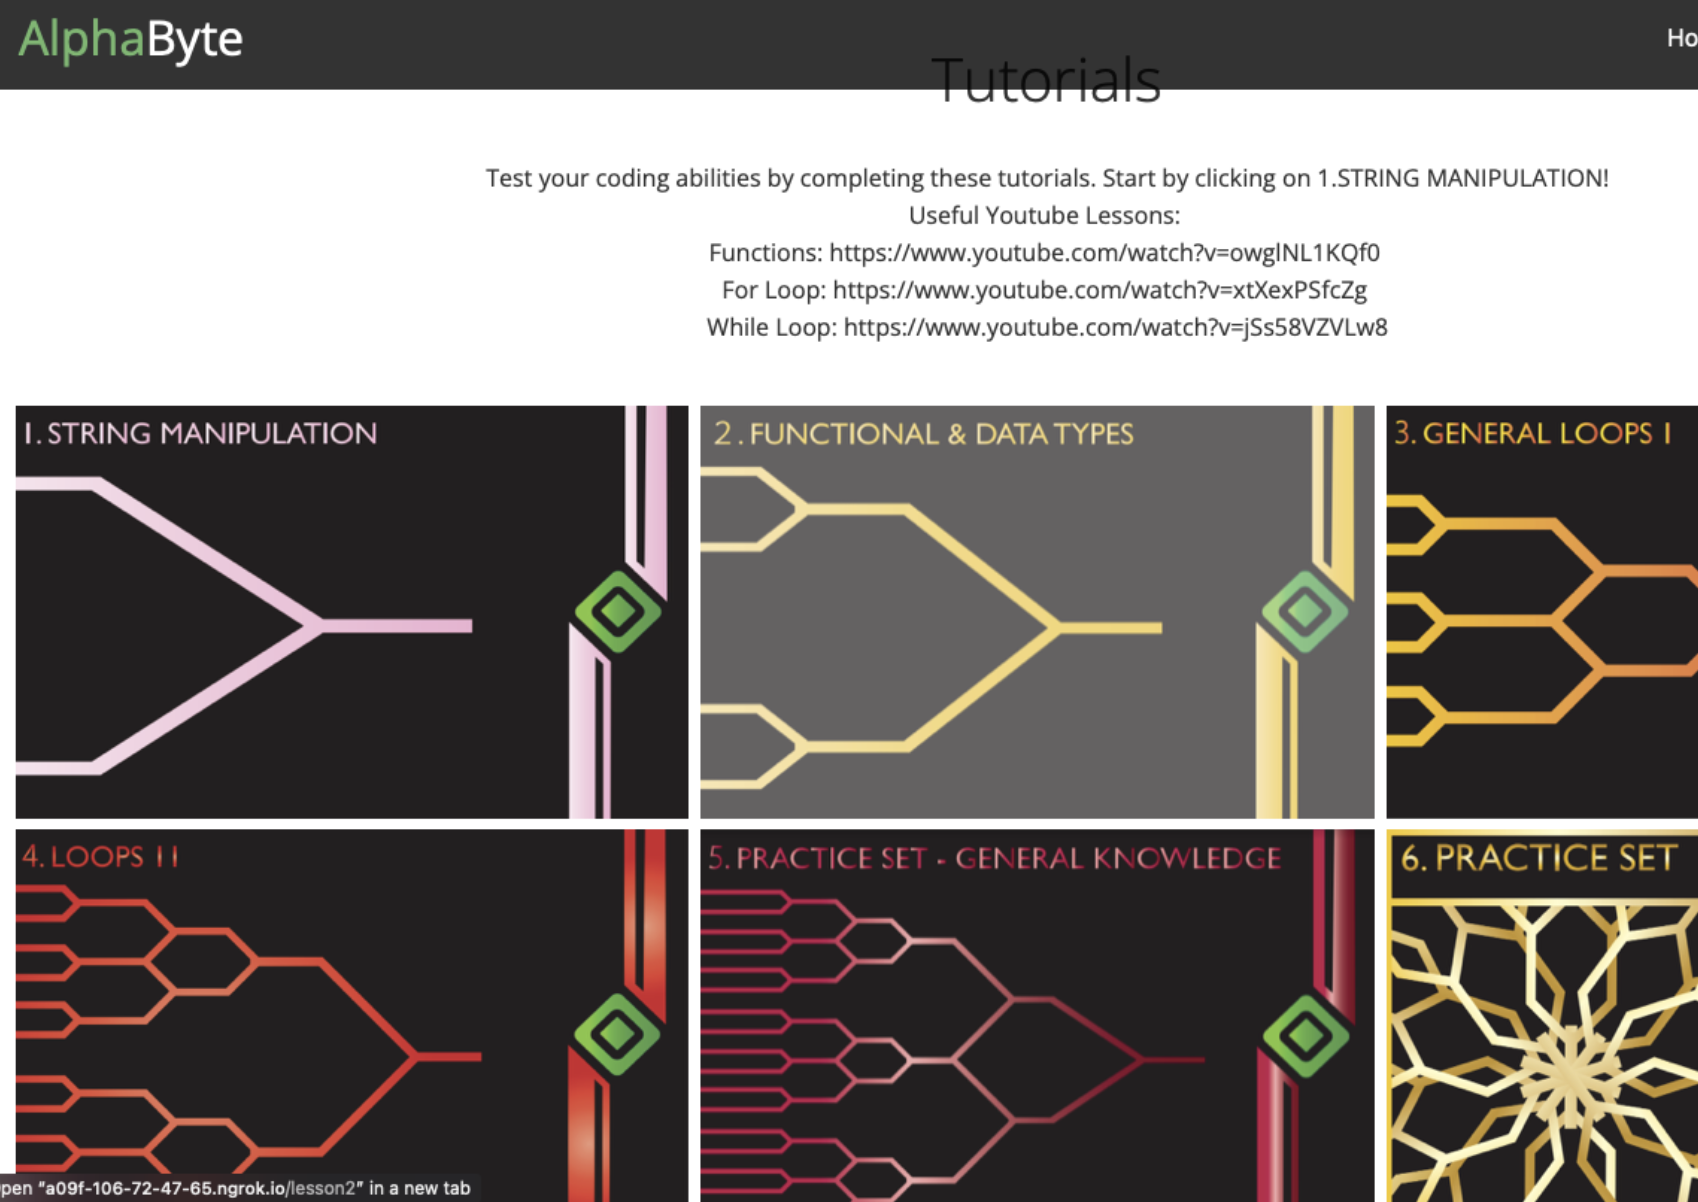 AlphaByte
Ho
Tutorials
Test your coding abilities by completing these tutorials. Start by clicking on 1.STRING MANIPULATION!
Useful Youtube Lessons:
Functions: https://www.youtube.com/watch?v=owglNL1KQf0
For Loop: https://www.youtube.com/watch?v=xtXexPSfcZg
While Loop: https://www.youtube.com/watch?v=jSs58VZVLw8
1. STRING MANIPULATION
2. FUNCTIONAL & DATA TYPES
3. GENERAL LOOPS I
4. LOOPS II
5. PRACTICE SET - GENERAL KNOWLEDGE
6. PRACTICE SET
pen "a09f-106-72-47-65.ngrok.io/lesson2" in a new tab